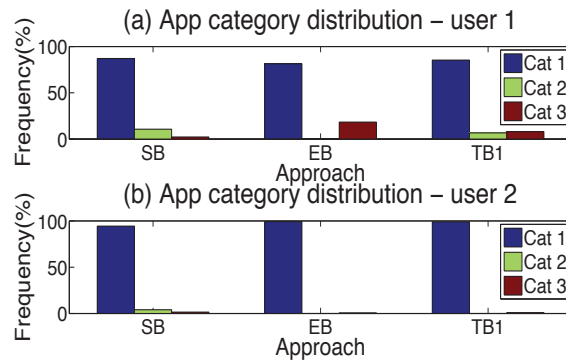 (a) App category distribution – user 1
Frequency(%)
100
50
0
SB
EB
TB1
Approach
Cat 1
Cat 2
Cat 3
(b) App category distribution – user 2
Frequency(%)
100
50
0
SB
EB
TB1
Approach
Cat 1
Cat 2
Cat 3